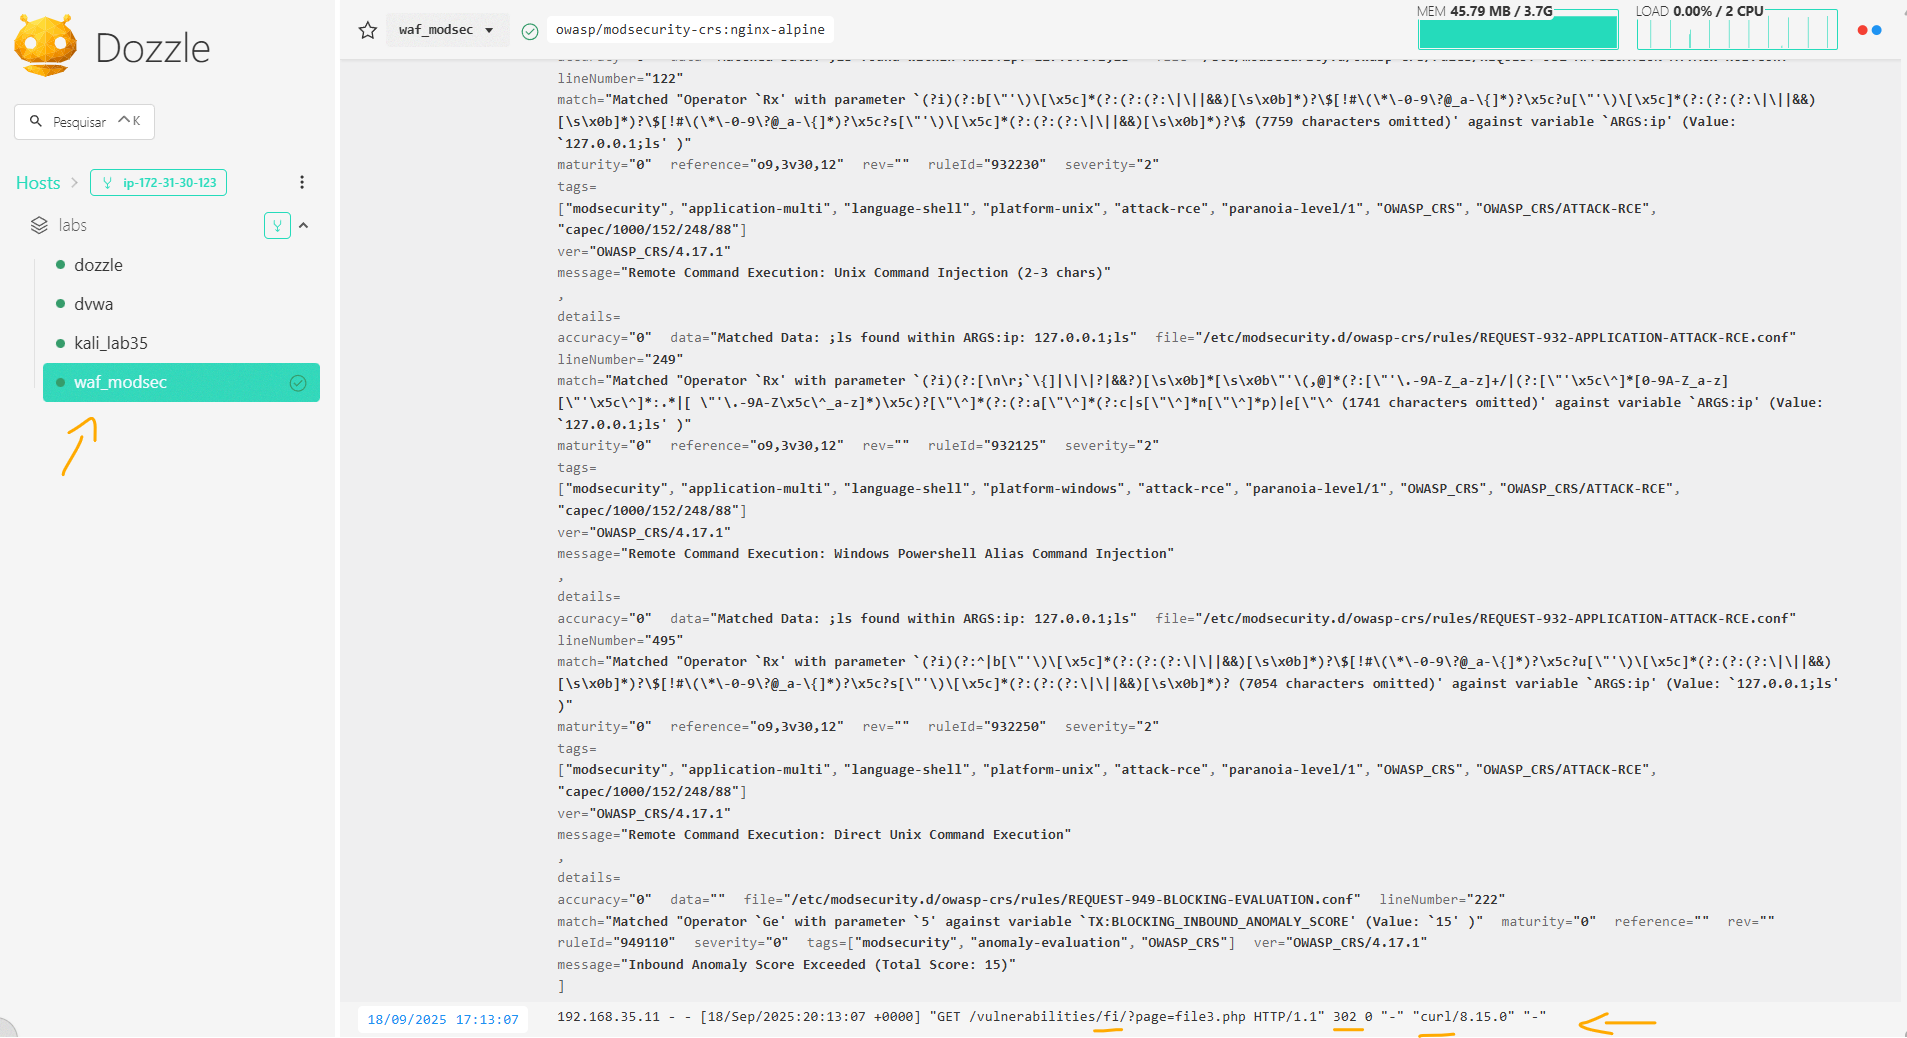 Dozzle
Pesquisar ^K
Hosts > ip-172-31-30-123
labs
dozzle
dvwa
kali_lab35
waf_modsec
waf_modsec
owasp/modsecurity-crs:nginx-alpine
MEM 45.79 MB / 3.7G
LOAD 0.00% / 2 CPU
lineNumber="122"
match="Matched "Operator `Rx' with parameter `(?i)(?:b[\"'\)\[\x5c]*(?:(?:(?:\|\||&&)[\s\x0b]*)?\$[!#\(\*\-0-9\?@_a-\{]*)?\x5c?u[\"'\)\[\x5c]*(?:(?:(?:\|\||&&)
[\s\x0b]*)?\$[!#\(\*\-0-9\?@_a-\{]*)?\x5c?s[\"'\)\[\x5c]*(?:(?:(?:\|\||&&)[\s\x0b]*)?\$ (7759 characters omitted)' against variable `ARGS:ip' (Value:
`127.0.0.1;ls' )"
maturity="0" reference="o9,3v30,12" rev="" ruleId="932230" severity="2"
tags=
["modsecurity", "application-multi", "language-shell", "platform-unix", "attack-rce", "paranoia-level/1", "OWASP_CRS", "OWASP_CRS/ATTACK-RCE",
"capec/1000/152/248/88"]
ver="OWASP_CRS/4.17.1"
message="Remote Command Execution: Unix Command Injection (2-3 chars)"
,
details=
accuracy="0" data="Matched Data: ;ls found within ARGS:ip: 127.0.0.1;ls" file="/etc/modsecurity.d/owasp-crs/rules/REQUEST-932-APPLICATION-ATTACK-RCE.conf"
lineNumber="249"
match="Matched "Operator `Rx' with parameter `(?i)(?:[\n\r;`\{]|\|\|?|&&?)[\s\x0b]*[\s\x0b\"'\(,@]*(?:[\"'\.-9A-Z_a-z]+/|(?:[\"'\x5c\^]*[0-9A-Z_a-z]
[\"'\x5c\^]*:.*|[ \"'\.-9A-Z\x5c\^_a-z]*)\x5c)?[\"\^]*(?:(?:a[\"\^]*(?:c|s[\"\^]*n[\"\^]*p)|e[\"\^ (1741 characters omitted)' against variable `ARGS:ip' (Value:
`127.0.0.1;ls' )"
maturity="0" reference="o9,3v30,12" rev="" ruleId="932125" severity="2"
tags=
["modsecurity", "application-multi", "language-shell", "platform-windows", "attack-rce", "paranoia-level/1", "OWASP_CRS", "OWASP_CRS/ATTACK-RCE",
"capec/1000/152/248/88"]
ver="OWASP_CRS/4.17.1"
message="Remote Command Execution: Windows Powershell Alias Command Injection"
,
details=
accuracy="0" data="Matched Data: ;ls found within ARGS:ip: 127.0.0.1;ls" file="/etc/modsecurity.d/owasp-crs/rules/REQUEST-932-APPLICATION-ATTACK-RCE.conf"
lineNumber="495"
match="Matched "Operator `Rx' with parameter `(?i)(?:^|b[\"'\)\[\x5c]*(?:(?:(?:\|\||&&)[\s\x0b]*)?\$[!#\(\*\-0-9\?@_a-\{]*)?\x5c?u[\"'\)\[\x5c]*(?:(?:(?:\|\||&&)
[\s\x0b]*)?\$[!#\(\*\-0-9\?@_a-\{]*)?\x5c?s[\"'\)\[\x5c]*(?:(?:(?:\|\||&&)[\s\x0b]*)? (7054 characters omitted)' against variable `ARGS:ip' (Value: `127.0.0.1;ls'
)"
maturity="0" reference="o9,3v30,12" rev="" ruleId="932250" severity="2"
tags=
["modsecurity", "application-multi", "language-shell", "platform-unix", "attack-rce", "paranoia-level/1", "OWASP_CRS", "OWASP_CRS/ATTACK-RCE",
"capec/1000/152/248/88"]
ver="OWASP_CRS/4.17.1"
message="Remote Command Execution: Direct Unix Command Execution"
,
details=
accuracy="0" data="" file="/etc/modsecurity.d/owasp-crs/rules/REQUEST-949-BLOCKING-EVALUATION.conf" lineNumber="222"
match="Matched "Operator `Ge' with parameter `5' against variable `TX:BLOCKING_INBOUND_ANOMALY_SCORE' (Value: `15' )" maturity="0" reference="" rev=""
ruleId="949110" severity="0" tags=["modsecurity", "anomaly-evaluation", "OWASP_CRS"] ver="OWASP_CRS/4.17.1"
message="Inbound Anomaly Score Exceeded (Total Score: 15)"
]
18/09/2025 17:13:07 192.168.35.11 - - [18/Sep/2025:20:13:07 +0000] "GET /vulnerabilities/fi/?page=file3.php HTTP/1.1" 302 0 "-" "curl/8.15.0" "-"